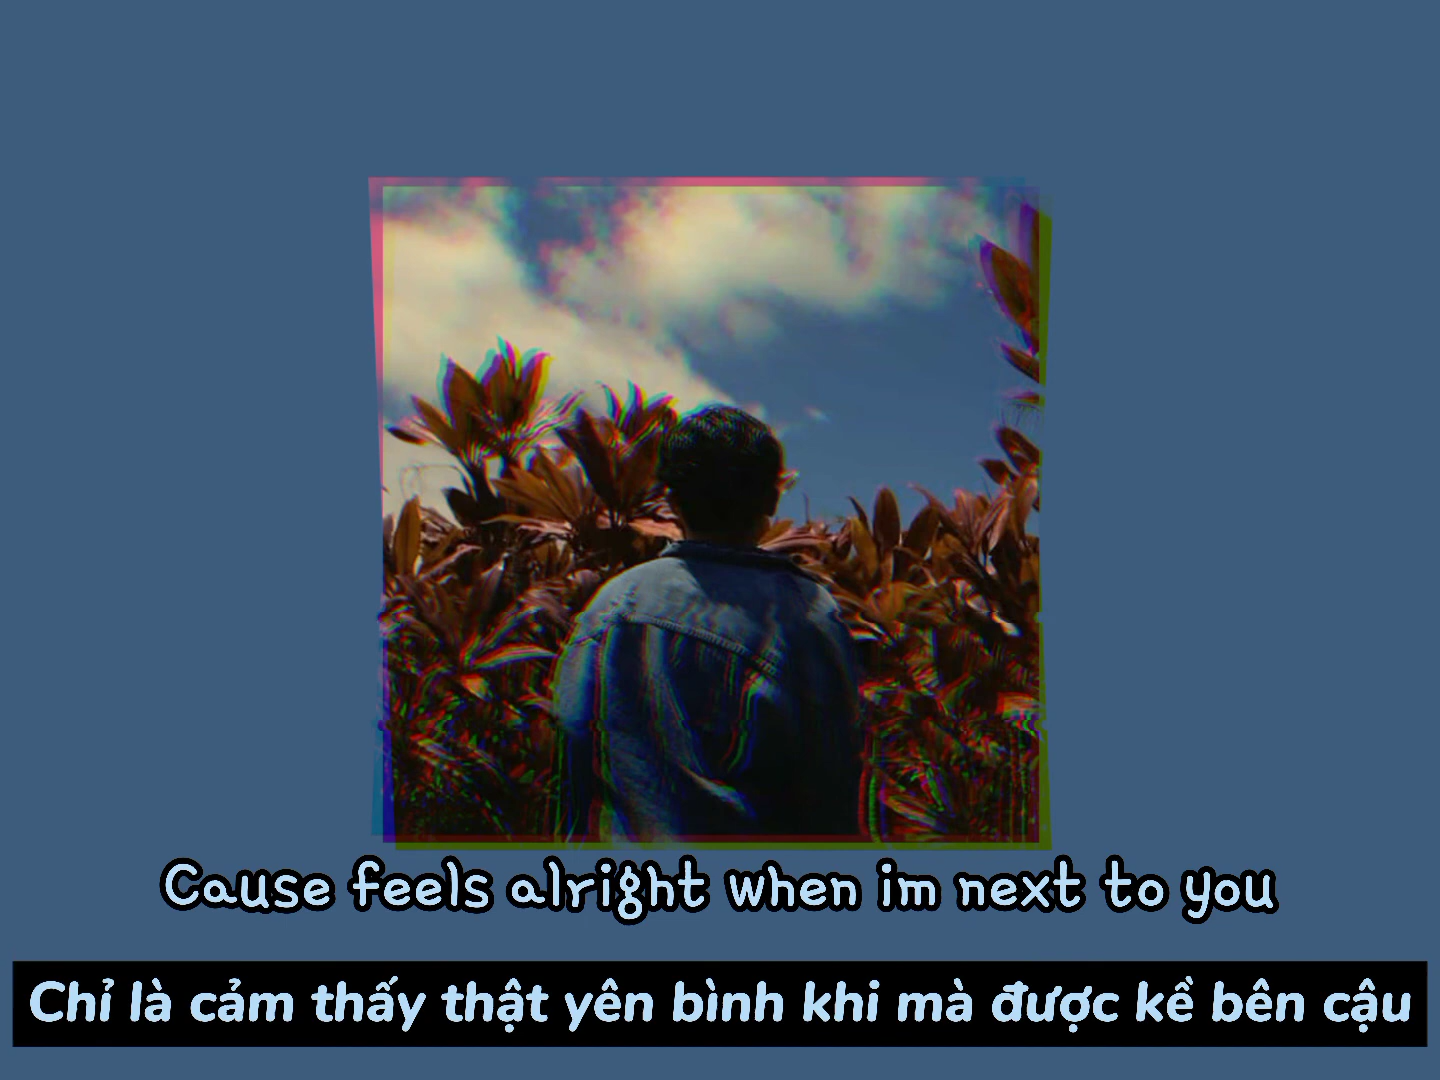 Cause feels alright when im next to you
Chỉ là cảm thấy thật yên bình khi mà được kề bên cậu